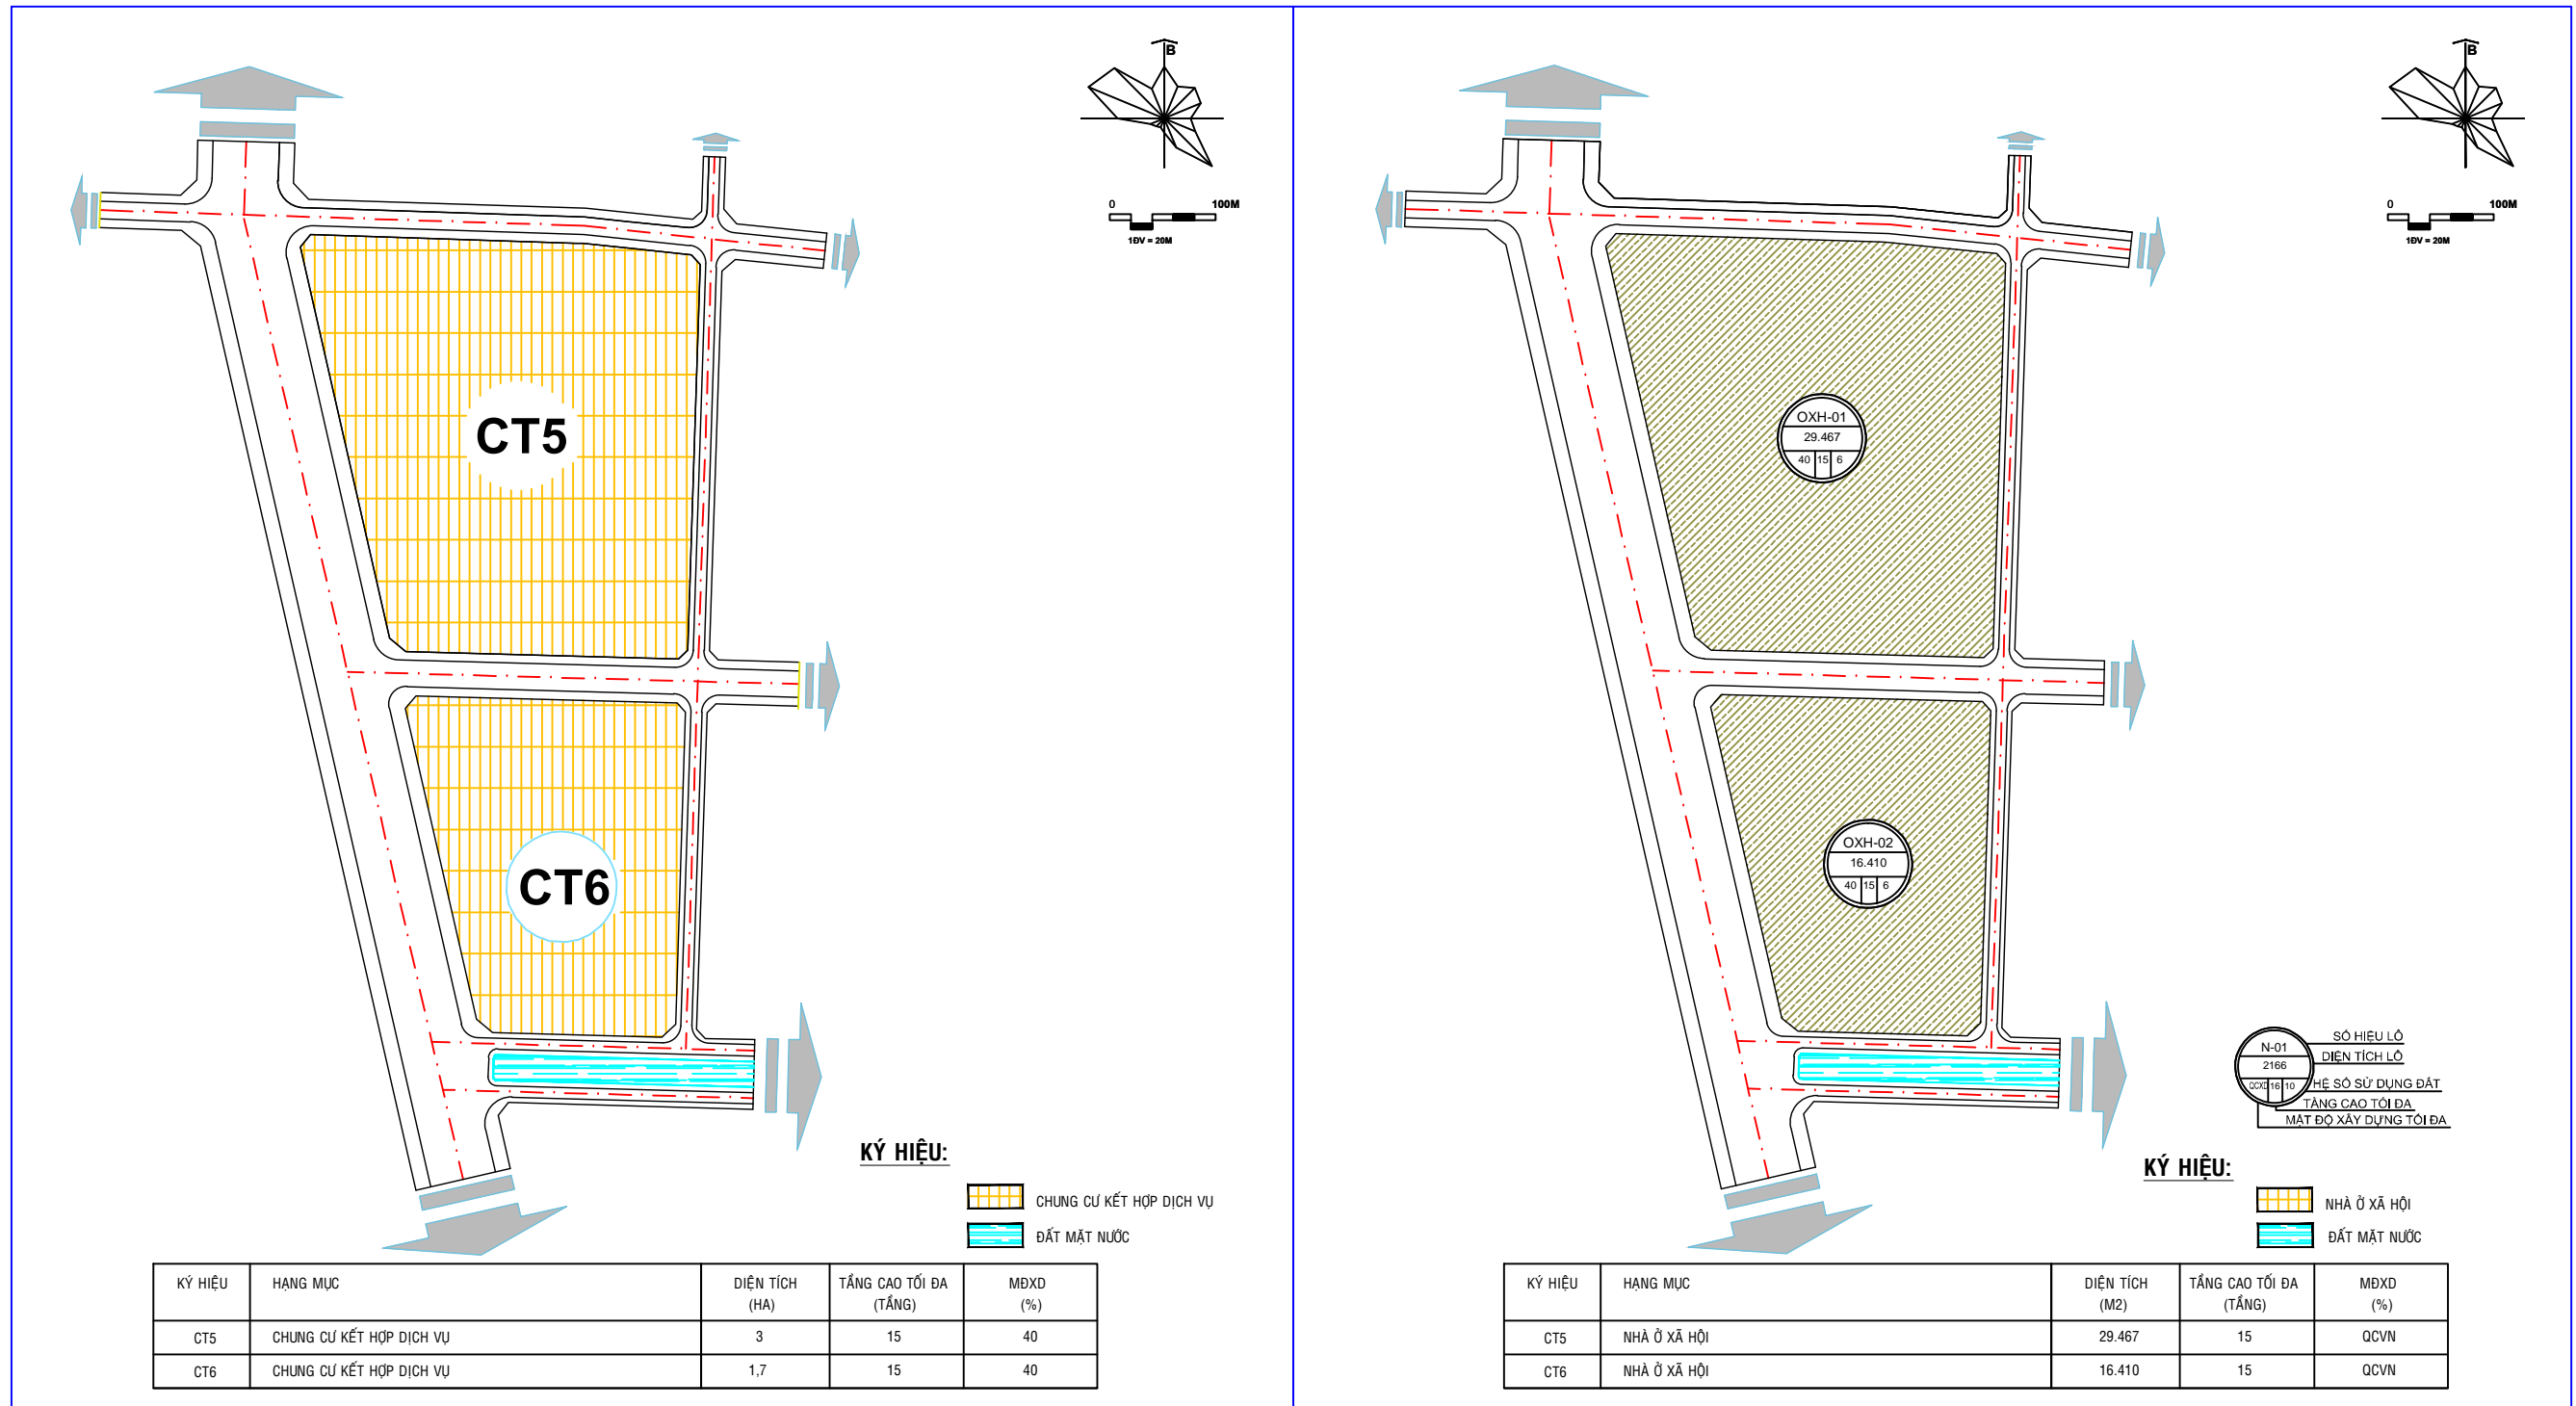 B
0 100M
1ĐV = 20M
CT5
CT6
KÝ HIỆU:
CHUNG CƯ KẾT HỢP DỊCH VỤ
ĐẤT MẶT NƯỚC
KÝ HIỆU HẠNG MỤC DIỆN TÍCH (HA) TẦNG CAO TỐI ĐA (TẦNG) MĐXD (%)
CT5 CHUNG CƯ KẾT HỢP DỊCH VỤ 3 15 40
CT6 CHUNG CƯ KẾT HỢP DỊCH VỤ 1,7 15 40
B
0 100M
1ĐV = 20M
OXH-01
29.467
40 15 6
OXH-02
16.410
40 15 6
N-01
2166
QCXD 16 10
SỐ HIỆU LÔ
DIỆN TÍCH LÔ
HỆ SỐ SỬ DỤNG ĐẤT
TẦNG CAO TỐI ĐA
MẬT ĐỘ XÂY DỰNG TỐI ĐA
KÝ HIỆU:
NHÀ Ở XÃ HỘI
ĐẤT MẶT NƯỚC
KÝ HIỆU HẠNG MỤC DIỆN TÍCH (M2) TẦNG CAO TỐI ĐA (TẦNG) MĐXD (%)
CT5 NHÀ Ở XÃ HỘI 29.467 15 QCVN
CT6 NHÀ Ở XÃ HỘI 16.410 15 QCVN